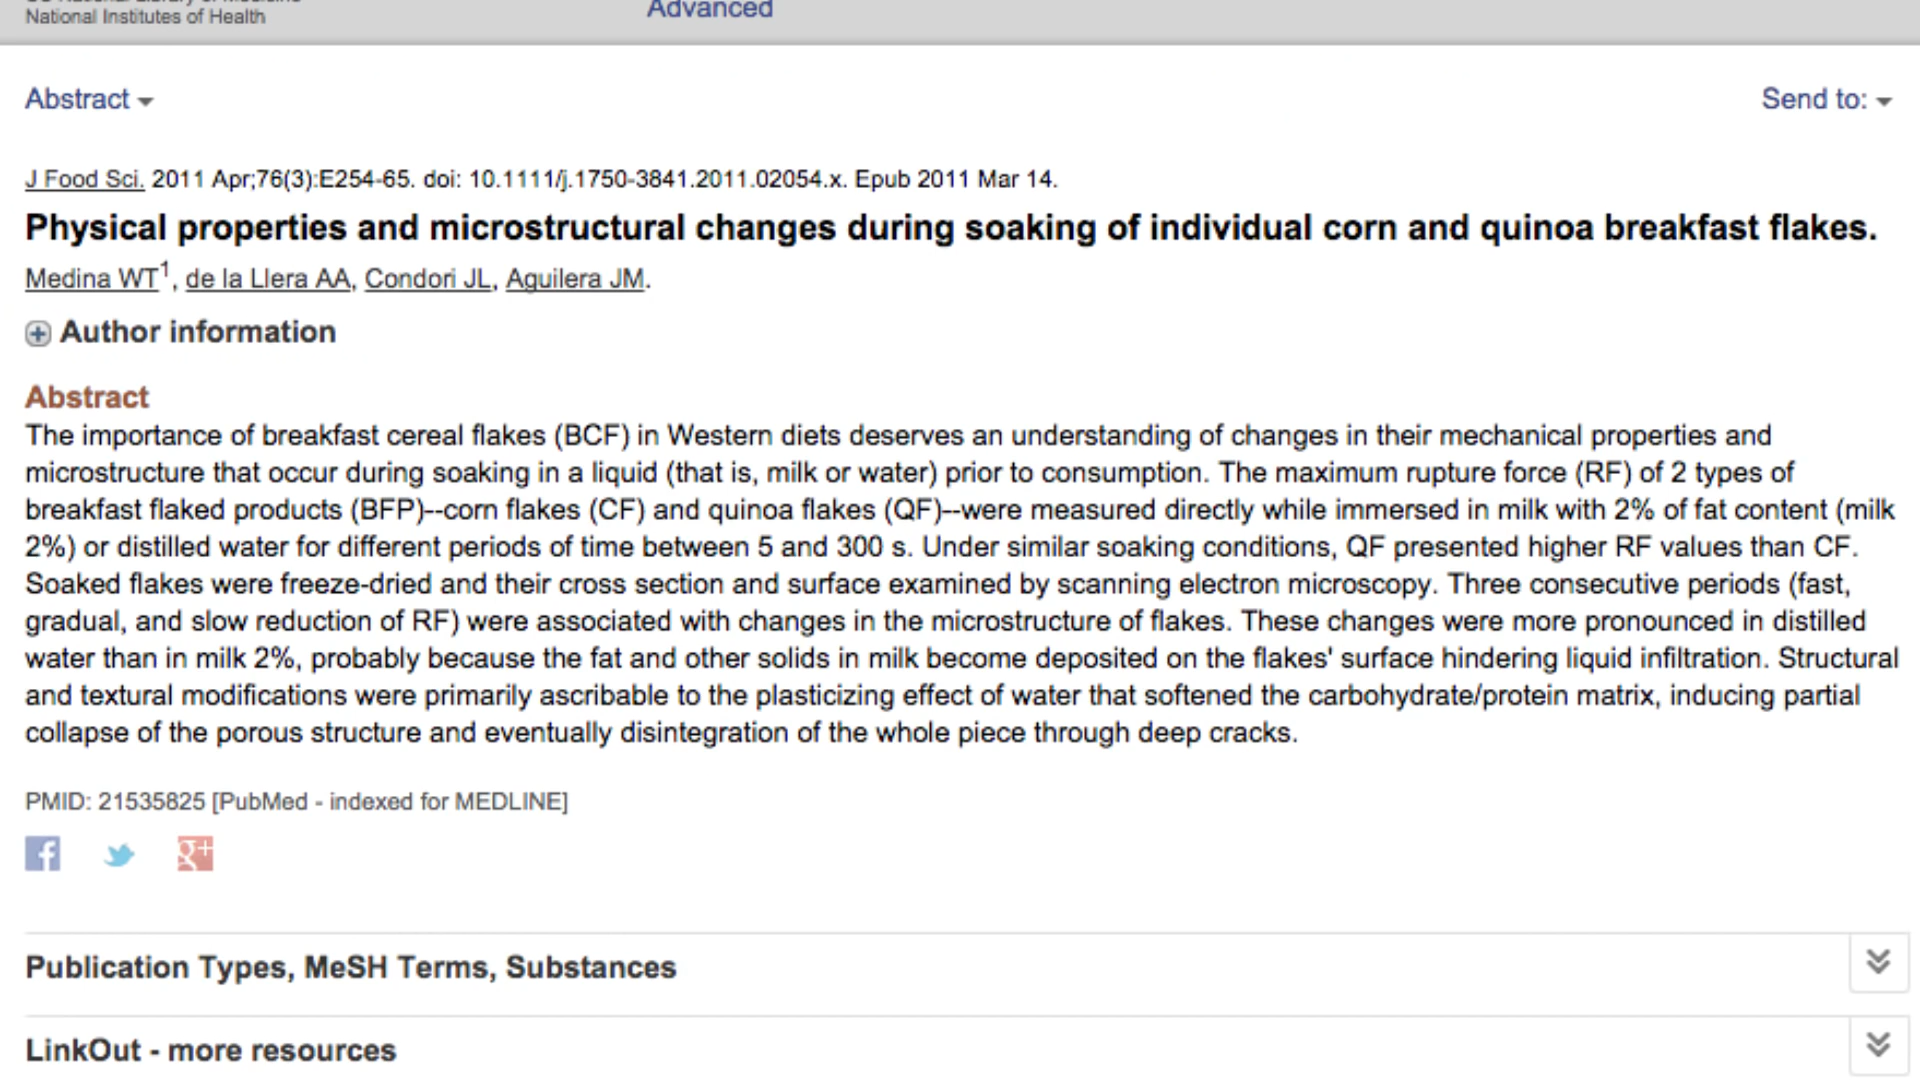 National Institutes of Health
Advanced
Abstract
Send to:
J Food Sci. 2011 Apr;76(3):E254-65. doi: 10.1111/j.1750-3841.2011.02054.x. Epub 2011 Mar 14.
Physical properties and microstructural changes during soaking of individual corn and quinoa breakfast flakes.
Medina WT1, de la Llera AA, Condori JL, Aguilera JM.
Author information
Abstract
The importance of breakfast cereal flakes (BCF) in Western diets deserves an understanding of changes in their mechanical properties and
microstructure that occur during soaking in a liquid (that is, milk or water) prior to consumption. The maximum rupture force (RF) of 2 types of
breakfast flaked products (BFP)--corn flakes (CF) and quinoa flakes (QF)--were measured directly while immersed in milk with 2% of fat content (milk
2%) or distilled water for different periods of time between 5 and 300 s. Under similar soaking conditions, QF presented higher RF values than CF.
Soaked flakes were freeze-dried and their cross section and surface examined by scanning electron microscopy. Three consecutive periods (fast,
gradual, and slow reduction of RF) were associated with changes in the microstructure of flakes. These changes were more pronounced in distilled
water than in milk 2%, probably because the fat and other solids in milk become deposited on the flakes' surface hindering liquid infiltration. Structural
and textural modifications were primarily ascribable to the plasticizing effect of water that softened the carbohydrate/protein matrix, inducing partial
collapse of the porous structure and eventually disintegration of the whole piece through deep cracks.
PMID: 21535825 [PubMed - indexed for MEDLINE]
f
g+
Publication Types, MeSH Terms, Substances
LinkOut - more resources